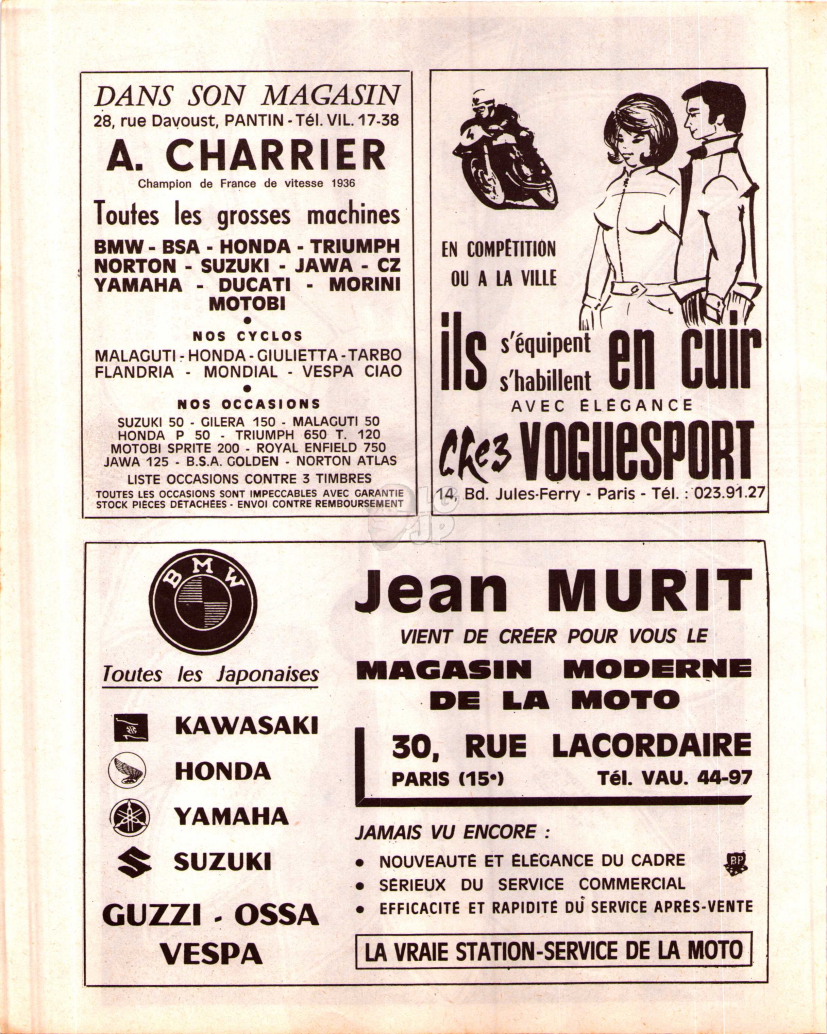 DANS SON MAGASIN
28, rue Davoust, PANTIN - Tél. VIL. 17-38
A. CHARRIER
Champion de France de vitesse 1936
Toutes les grosses machines
BMW - BSA - HONDA - TRIUMPH
NORTON - SUZUKI - JAWA - CZ
YAMAHA - DUCATI - MORINI
MOTOBI
•
NOS CYCLOS
MALAGUTI - HONDA - GIULIETTA - TARBO
FLANDRIA - MONDIAL - VESPA CIAO
•
NOS OCCASIONS
SUZUKI 50 - GILERA 150 - MALAGUTI 50
HONDA P 50 - TRIUMPH 650 T. 120
MOTOBI SPRITE 200 - ROYAL ENFIELD 750
JAWA 125 - B.S.A. GOLDEN - NORTON ATLAS
LISTE OCCASIONS CONTRE 3 TIMBRES
TOUTES LES OCCASIONS SONT IMPECCABLES AVEC GARANTIE
STOCK PIÈCES DÉTACHÉES - ENVOI CONTRE REMBOURSEMENT
4
EN COMPÉTITION
OU A LA VILLE
ils s'équipent s'habillent en cuir
AVEC ÉLÉGANCE
chez VOGUESPORT
14, Bd. Jules-Ferry - Paris - Tél. : 023.91.27
BMW
Toutes les Japonaises
KAWASAKI
HONDA
YAMAHA
SUZUKI
GUZZI - OSSA
VESPA
Jean MURIT
VIENT DE CRÉER POUR VOUS LE
MAGASIN MODERNE
DE LA MOTO
30, RUE LACORDAIRE
PARIS (15e) Tél. VAU. 44-97
JAMAIS VU ENCORE :
• NOUVEAUTÉ ET ÉLÉGANCE DU CADRE
• SÉRIEUX DU SERVICE COMMERCIAL
• EFFICACITÉ ET RAPIDITÉ DU SERVICE APRÈS-VENTE
BP
LA VRAIE STATION-SERVICE DE LA MOTO